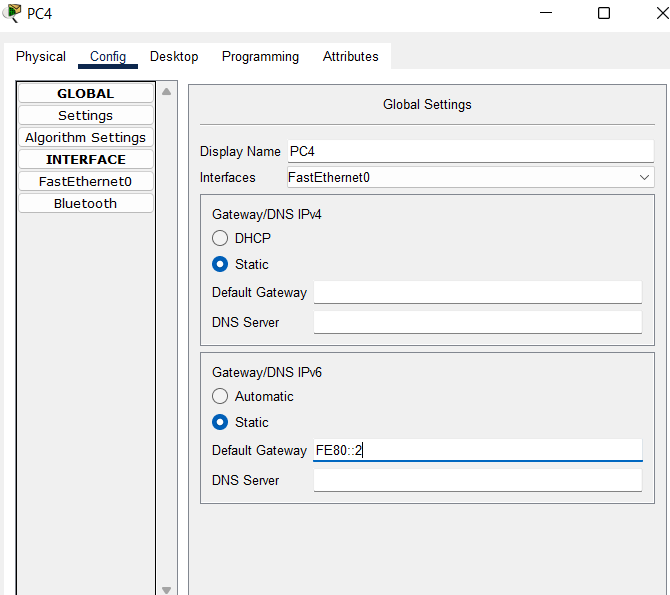 PC4
Physical Config Desktop Programming Attributes
GLOBAL
Settings
Algorithm Settings
INTERFACE
FastEthernet0
Bluetooth
Global Settings
Display Name PC4
Interfaces FastEthernet0
Gateway/DNS IPv4
DHCP
Static
Default Gateway
DNS Server
Gateway/DNS IPv6
Automatic
Static
Default Gateway FE80::2
DNS Server